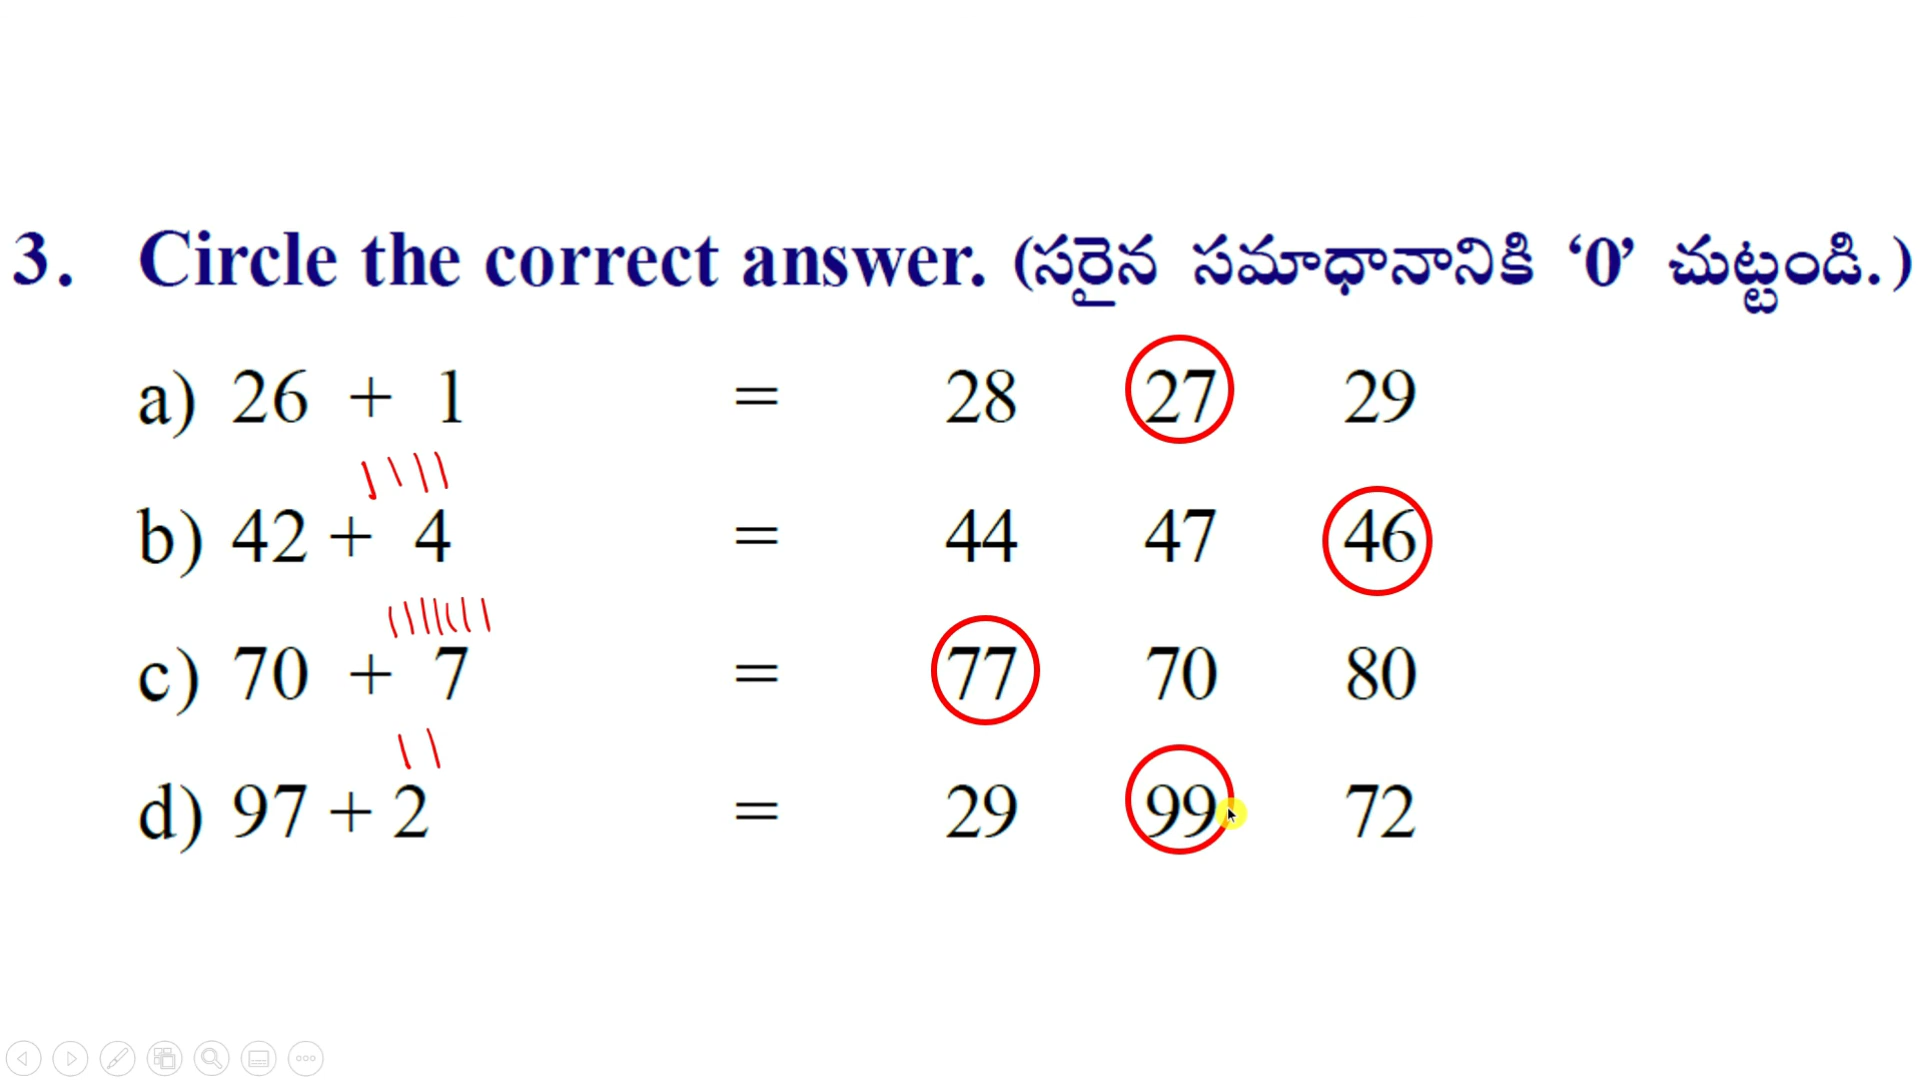 3. Circle the correct answer. (సరైన సమాధానానికి ‘0’ చుట్టండి.)
a) 26 + 1 = 28 27 29
b) 42 + 4 = 44 47 46
c) 70 + 7 = 77 70 80
d) 97 + 2 = 29 99 72